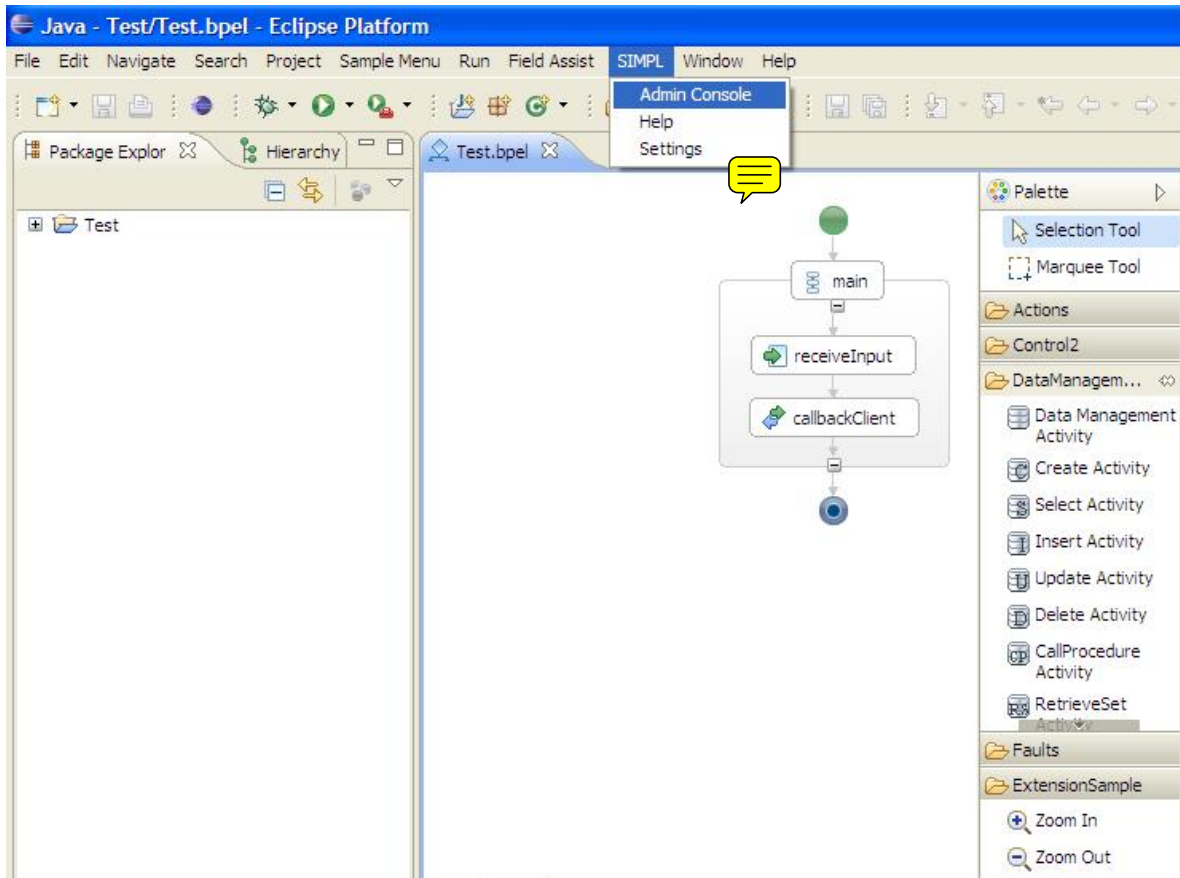 Java - Test/Test.bpel - Eclipse Platform
File Edit Navigate Search Project Sample Menu Run Field Assist SIMPL Window Help
Admin Console
Help
Settings
Package Explor
Hierarchy
Test.bpel
Test
main
receiveInput
callbackClient
Palette
Selection Tool
Marquee Tool
Actions
Control2
DataManagem...
Data Management
Activity
Create Activity
Select Activity
Insert Activity
Update Activity
Delete Activity
CallProcedure
Activity
RetrieveSet
Activity
Faults
ExtensionSample
Zoom In
Zoom Out